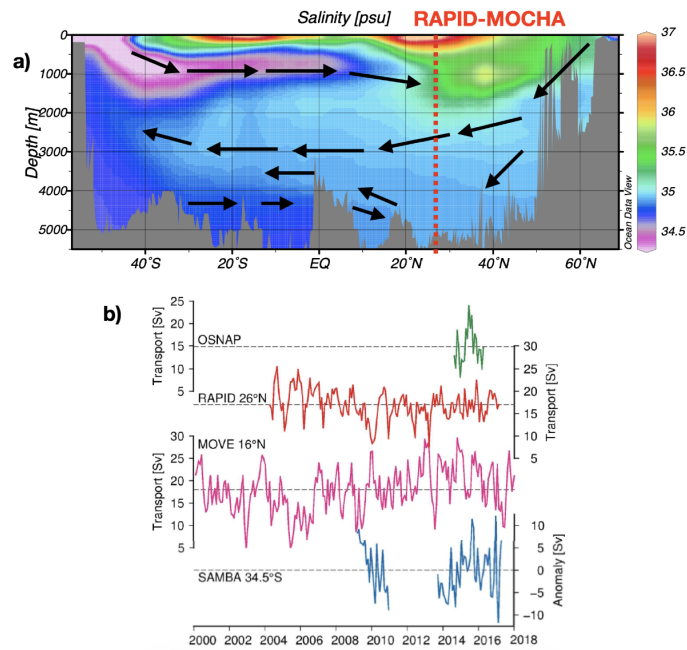 Salinity [psu] RAPID-MOCHA
a)
Depth [m]
0
1000
2000
3000
4000
5000
40°S 20°S EQ 20°N 40°N 60°N
37
36.5
36
35.5
35
34.5
Ocean Data View
b)
Transport [Sv]
25
20
15
5
OSNAP
RAPID 26°N
30
25
20
15
10
5
Transport [Sv]
MOVE 16°N
Transport [Sv]
30
25
20
15
10
5
SAMBA 34.5°S
10
5
0
-5
-10
Anomaly [Sv]
2000 2002 2004 2006 2008 2010 2012 2014 2016 2018